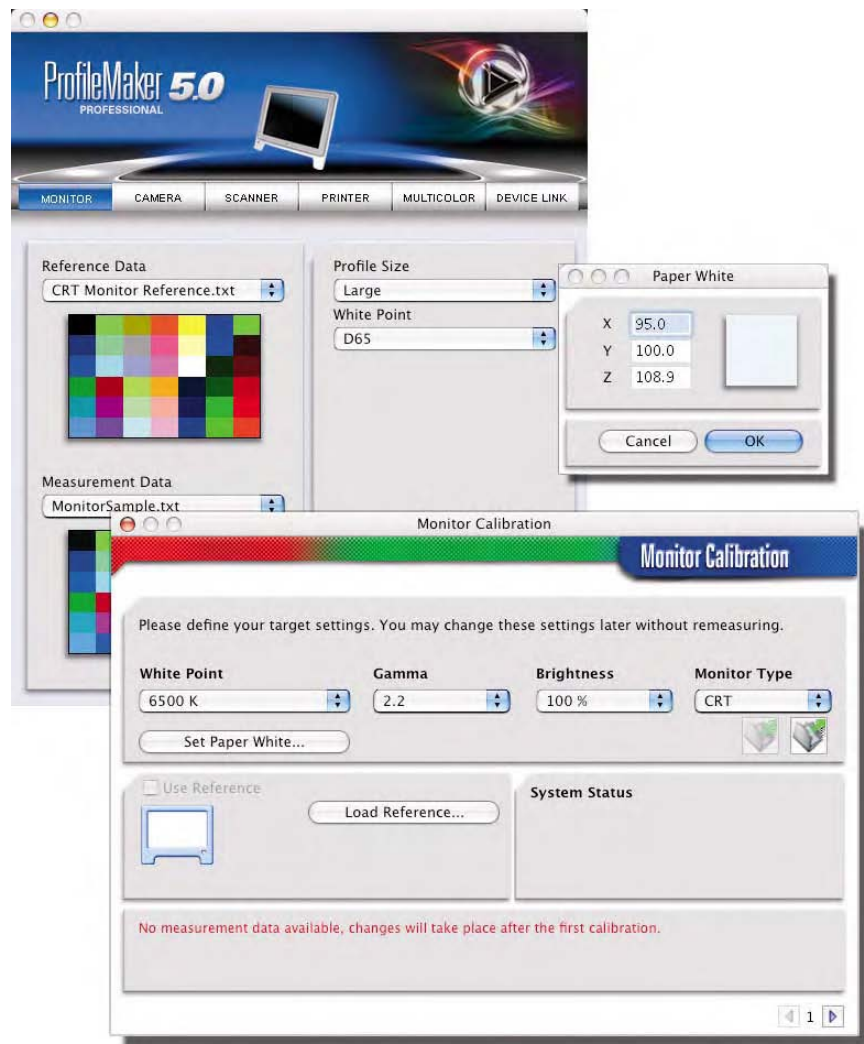 ProfileMaker 5.0
PROFESSIONAL
MONITOR CAMERA SCANNER PRINTER MULTICOLOR DEVICE LINK
Reference Data
CRT Monitor Reference.txt
Profile Size
Large
White Point
D65
Measurement Data
MonitorSample.txt
Paper White
X 95.0
Y 100.0
Z 108.9
Cancel OK
Monitor Calibration
Monitor Calibration
Please define your target settings. You may change these settings later without remeasuring.
White Point Gamma Brightness Monitor Type
6500 K 2.2 100 % CRT
Set Paper White...
Use Reference
Load Reference...
System Status
No measurement data available, changes will take place after the first calibration.
1